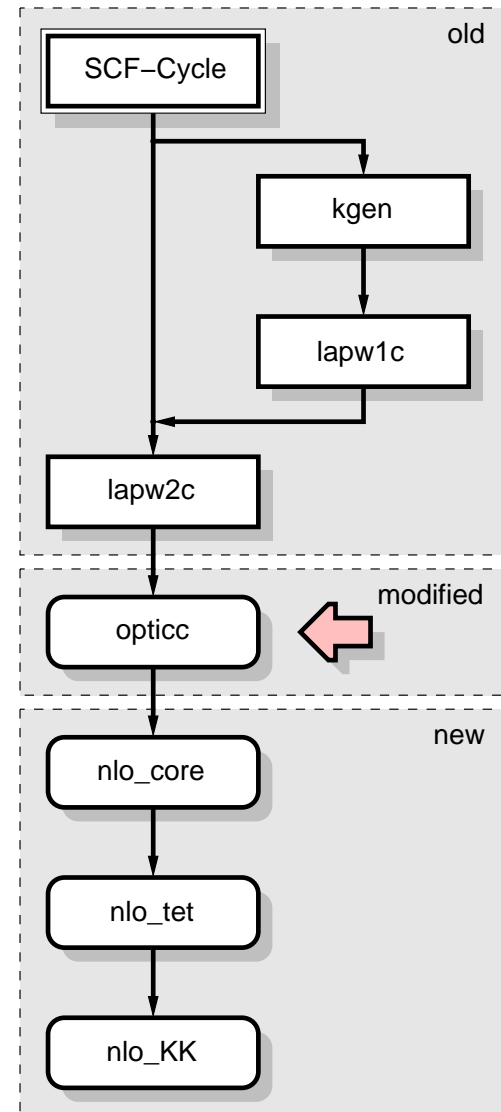 old
SCF–Cycle
kgen
lapw1c
lapw2c
modified
opticc
new
nlo_core
nlo_tet
nlo_KK